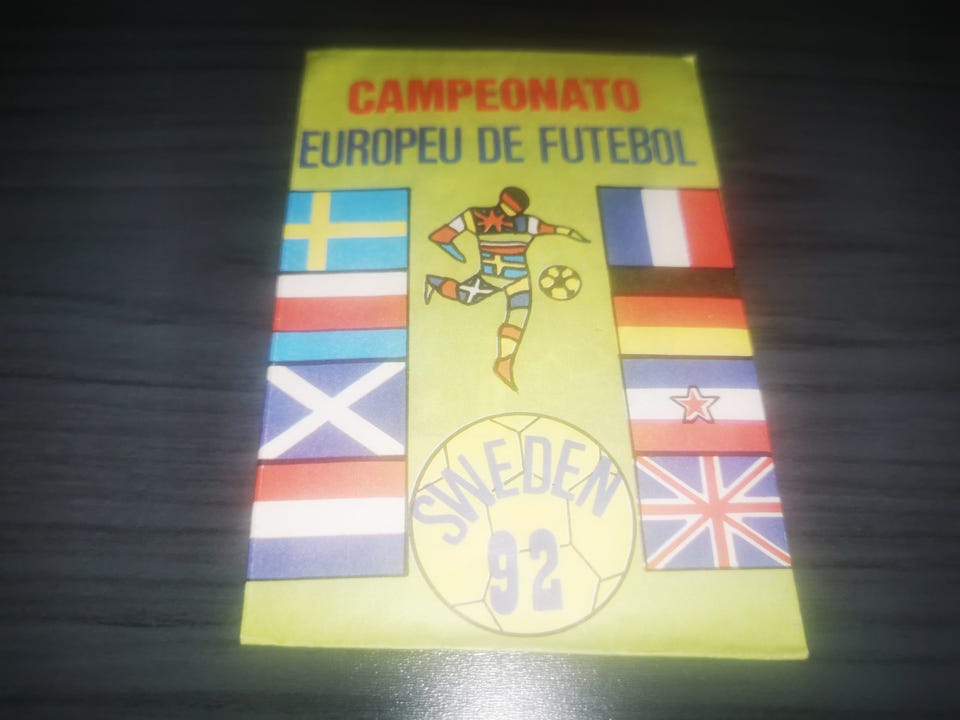 CAMPEONATO
EUROPEU DE FUTEBOL
SWEDEN
92